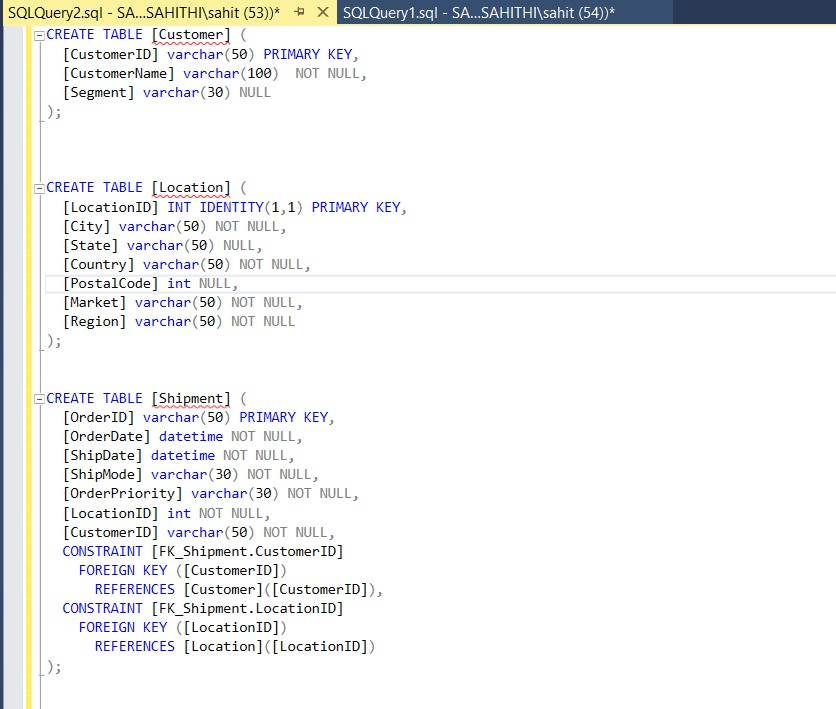 SQLQuery2.sql - SA...SAHITHI\sahit (53))* SQLQuery1.sql - SA...SAHITHI\sahit (54))*
CREATE TABLE [Customer] (
[CustomerID] varchar(50) PRIMARY KEY,
[CustomerName] varchar(100)  NOT NULL,
[Segment] varchar(30) NULL
);
CREATE TABLE [Location] (
[LocationID] INT IDENTITY(1,1) PRIMARY KEY,
[City] varchar(50) NOT NULL,
[State] varchar(50) NULL,
[Country] varchar(50) NOT NULL,
[PostalCode] int NULL,
[Market] varchar(50) NOT NULL,
[Region] varchar(50) NOT NULL
);
CREATE TABLE [Shipment] (
[OrderID] varchar(50) PRIMARY KEY,
[OrderDate] datetime NOT NULL,
[ShipDate] datetime NOT NULL,
[ShipMode] varchar(30) NOT NULL,
[OrderPriority] varchar(30) NOT NULL,
[LocationID] int NOT NULL,
[CustomerID] varchar(50) NOT NULL,
CONSTRAINT [FK_Shipment.CustomerID]
FOREIGN KEY ([CustomerID])
REFERENCES [Customer]([CustomerID]),
CONSTRAINT [FK_Shipment.LocationID]
FOREIGN KEY ([LocationID])
REFERENCES [Location]([LocationID])
);